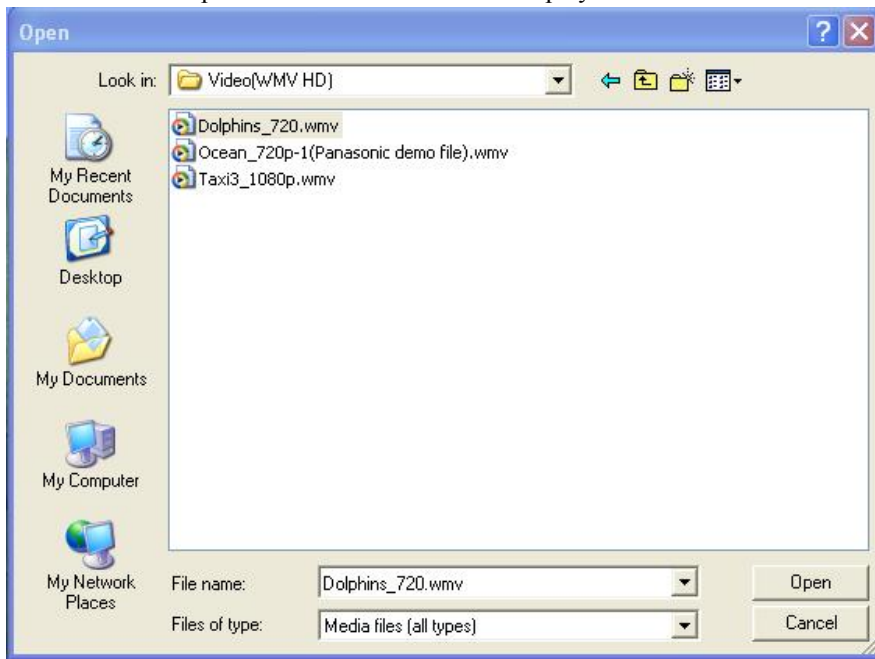 Open
Look in: Video(WMV HD)
Dolphins_720.wmv
Ocean_720p-1(Panasonic demo file).wmv
Taxi3_1080p.wmv
My Recent
Documents
Desktop
My Documents
My Computer
My Network
Places
File name: Dolphins_720.wmv Open
Files of type: Media files (all types) Cancel